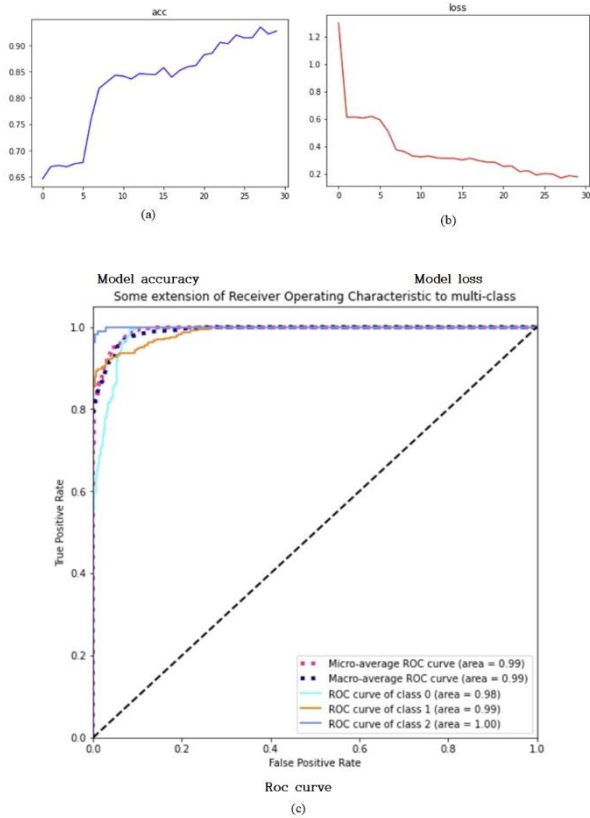 acc
0.90
0.85
0.80
0.75
0.70
0.65
0 5 10 15 20 25 30
(a)
loss
1.2
1.0
0.8
0.6
0.4
0.2
0 5 10 15 20 25 30
(b)
Model accuracy Model loss
Some extension of Receiver Operating Characteristic to multi-class
1.0
0.8
0.6
0.4
0.2
0.0
True Positive Rate
Micro-average ROC curve (area = 0.99)
Macro-average ROC curve (area = 0.99)
ROC curve of class 0 (area = 0.98)
ROC curve of class 1 (area = 0.99)
ROC curve of class 2 (area = 1.00)
0.0 0.2 0.4 0.6 0.8 1.0
False Positive Rate
Roc curve
(c)